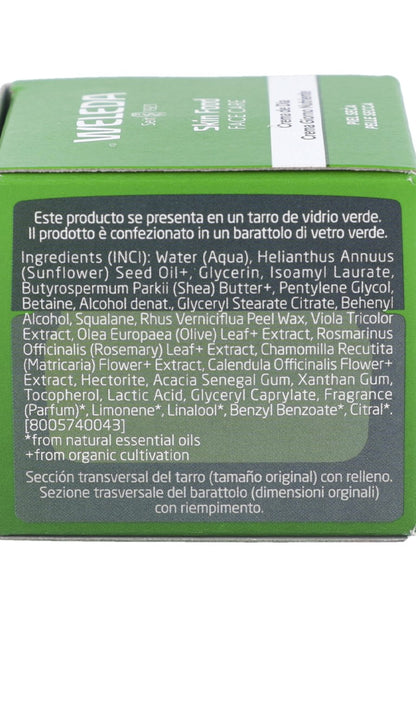 WELEDA
Seit 1921
Skin Food
FACE CARE
Crema de Día
Crema Giorno Nutriente
PIEL SECA
PELLE SECCA
Este producto se presenta en un tarro de vidrio verde.
Il prodotto è confezionato in un barattolo di vetro verde.
Ingredients (INCI): Water (Aqua), Helianthus Annuus
(Sunflower) Seed Oil+, Glycerin, Isoamyl Laurate,
Butyrospermum Parkii (Shea) Butter+, Pentylene Glycol,
Betaine, Alcohol denat., Glyceryl Stearate Citrate, Behenyl
Alcohol, Squalane, Rhus Verniciflua Peel Wax, Viola Tricolor
Extract, Olea Europaea (Olive) Leaf+ Extract, Rosmarinus
Officinalis (Rosemary) Leaf+ Extract, Chamomilla Recutita
(Matricaria) Flower+ Extract, Calendula Officinalis Flower+
Extract, Hectorite, Acacia Senegal Gum, Xanthan Gum,
Tocopherol, Lactic Acid, Glyceryl Caprylate, Fragrance
(Parfum)*, Limonene*, Linalool*, Benzyl Benzoate*, Citral*.
[8005740043]
*from natural essential oils
+from organic cultivation
Sección transversal del tarro (tamaño original) con relleno.
Sezione trasversale del barattolo (dimensioni orginali)
con riempimento.